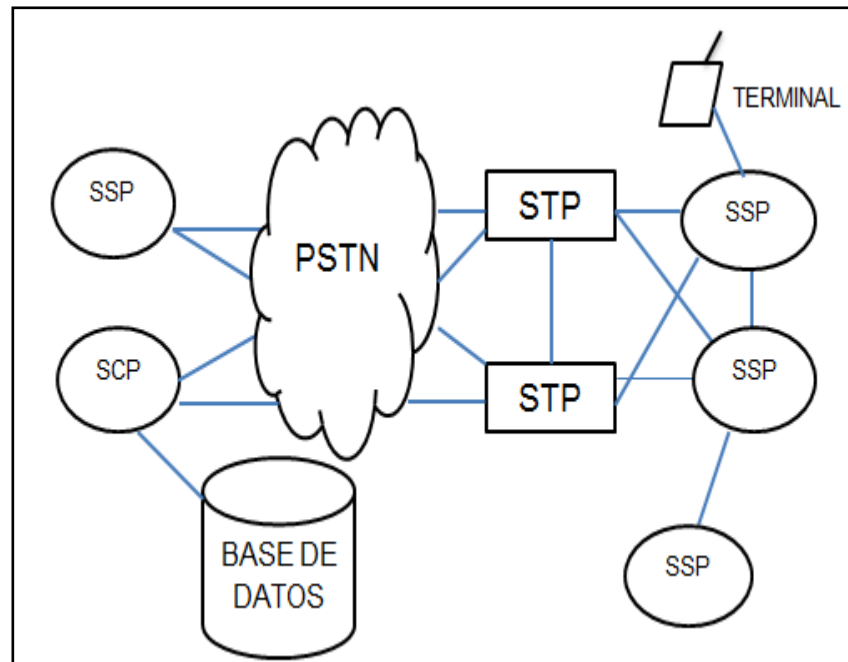 TERMINAL
SSP
STP
SSP
PSTN
SCP
STP
SSP
BASE DE
DATOS
SSP